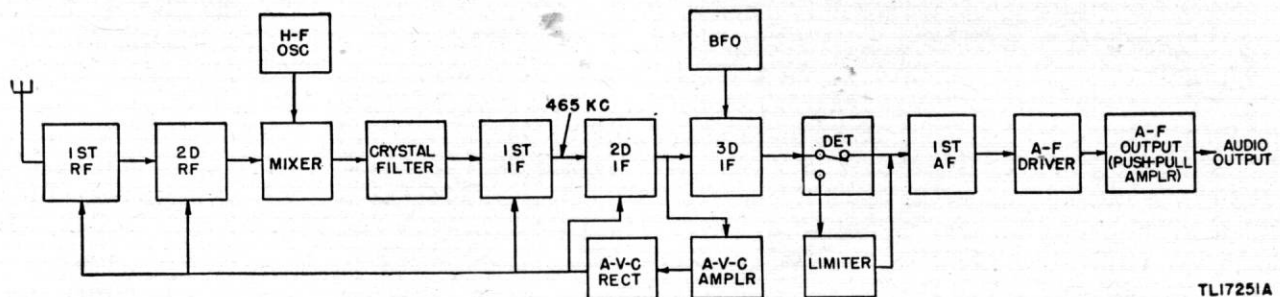 H-F
OSC
BFO
465 KC
1ST
RF
2D
RF
MIXER
CRYSTAL
FILTER
1ST
IF
2D
IF
3D
IF
DET
1ST
AF
A-F
DRIVER
A-F
OUTPUT
(PUSH-PULL
AMPLR)
AUDIO
OUTPUT
A-V-C
RECT
A-V-C
AMPLR
LIMITER
TL17251A